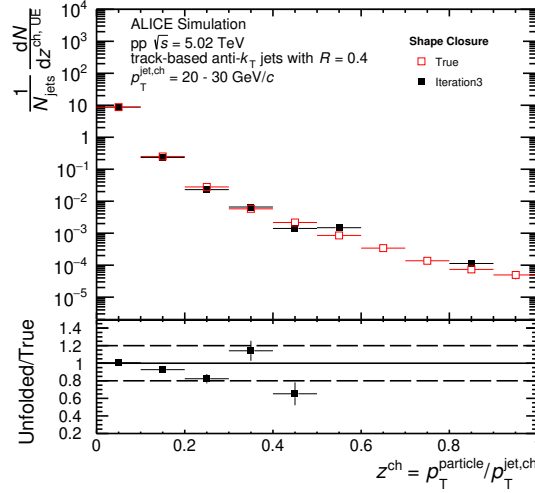 ALICE Simulation
pp √s = 5.02 TeV
track-based anti-k_T jets with R = 0.4
p_T^{jet,ch} = 20 - 30 GeV/c
Shape Closure
True
Iteration3
1/N_jets dN/dz^{ch, UE}
10^4
10^3
10^2
10
1
10^{-1}
10^{-2}
10^{-3}
10^{-4}
10^{-5}
Unfolded/True
1.4
1.2
1
0.8
0.6
0.4
0.2
0 0.2 0.4 0.6 0.8
z^{ch} = p_T^{particle}/p_T^{jet,ch}